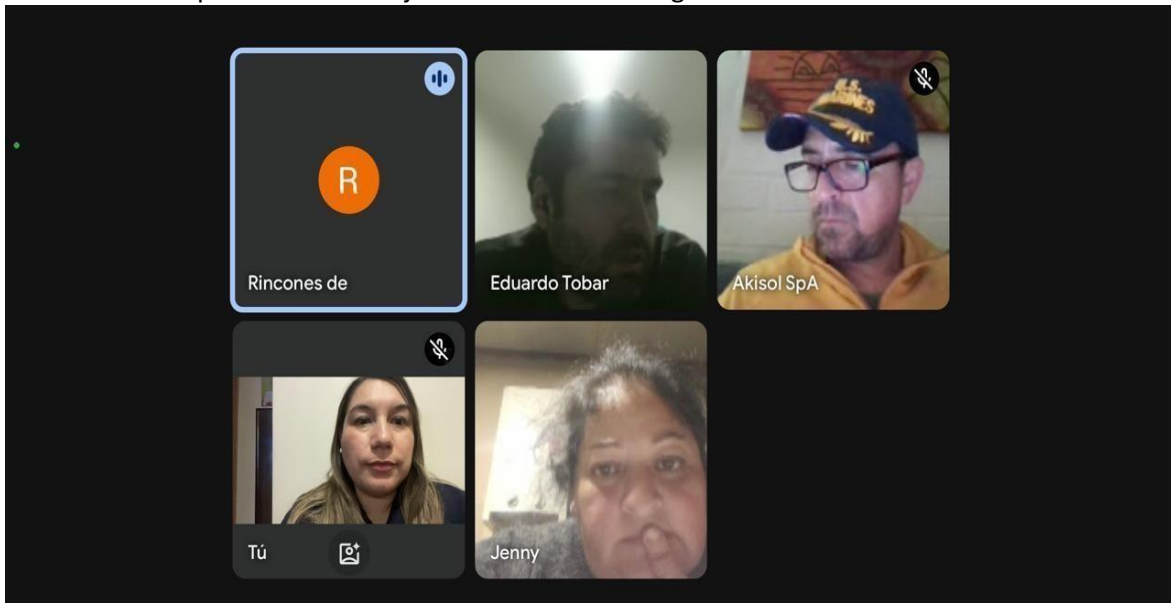 R
Rincones de
Eduardo Tobar
U.S.
Akisol SpA
Tú
Jenny